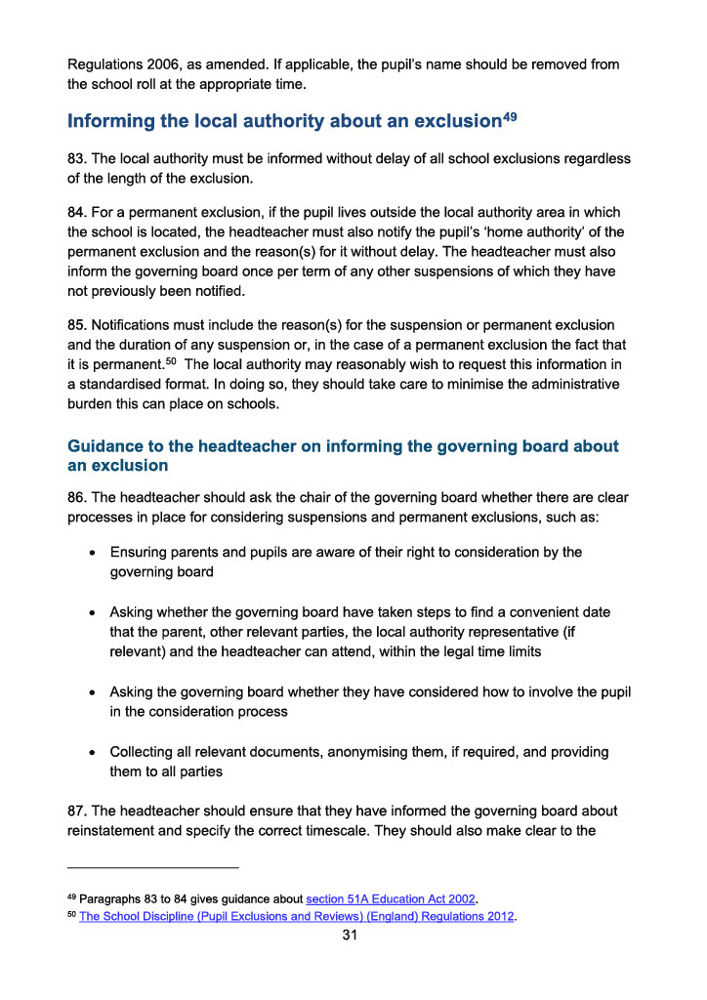 Regulations 2006, as amended. If applicable, the pupil's name should be removed from
the school roll at the appropriate time.
Informing the local authority about an exclusion49
83. The local authority must be informed without delay of all school exclusions regardless
of the length of the exclusion.
84. For a permanent exclusion, if the pupil lives outside the local authority area in which
the school is located, the headteacher must also notify the pupil's ‘home authority’ of the
permanent exclusion and the reason(s) for it without delay. The headteacher must also
inform the governing board once per term of any other suspensions of which they have
not previously been notified.
85. Notifications must include the reason(s) for the suspension or permanent exclusion
and the duration of any suspension or, in the case of a permanent exclusion the fact that
it is permanent.50 The local authority may reasonably wish to request this information in
a standardised format. In doing so, they should take care to minimise the administrative
burden this can place on schools.
Guidance to the headteacher on informing the governing board about
an exclusion
86. The headteacher should ask the chair of the governing board whether there are clear
processes in place for considering suspensions and permanent exclusions, such as:
• Ensuring parents and pupils are aware of their right to consideration by the
governing board
• Asking whether the governing board have taken steps to find a convenient date
that the parent, other relevant parties, the local authority representative (if
relevant) and the headteacher can attend, within the legal time limits
• Asking the governing board whether they have considered how to involve the pupil
in the consideration process
• Collecting all relevant documents, anonymising them, if required, and providing
them to all parties
87. The headteacher should ensure that they have informed the governing board about
reinstatement and specify the correct timescale. They should also make clear to the
49 Paragraphs 83 to 84 gives guidance about section 51A Education Act 2002.
50 The School Discipline (Pupil Exclusions and Reviews) (England) Regulations 2012.
31